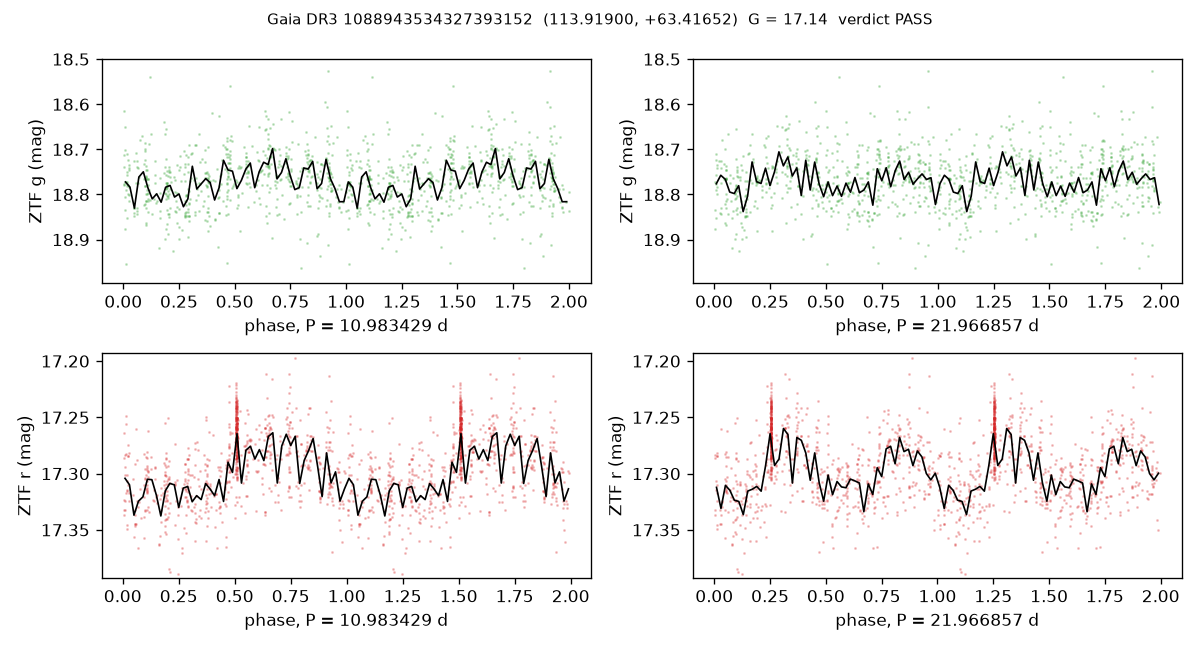 Gaia DR3 1088943534327393152  (113.91900, +63.41652)  G = 17.14  verdict PASS
ZTF g (mag)
18.5
18.6
18.7
18.8
18.9
0.00 0.25 0.50 0.75 1.00 1.25 1.50 1.75 2.00
phase, P = 10.983429 d
ZTF g (mag)
18.5
18.6
18.7
18.8
18.9
0.00 0.25 0.50 0.75 1.00 1.25 1.50 1.75 2.00
phase, P = 21.966857 d
ZTF r (mag)
17.20
17.25
17.30
17.35
0.00 0.25 0.50 0.75 1.00 1.25 1.50 1.75 2.00
phase, P = 10.983429 d
ZTF r (mag)
17.20
17.25
17.30
17.35
0.00 0.25 0.50 0.75 1.00 1.25 1.50 1.75 2.00
phase, P = 21.966857 d